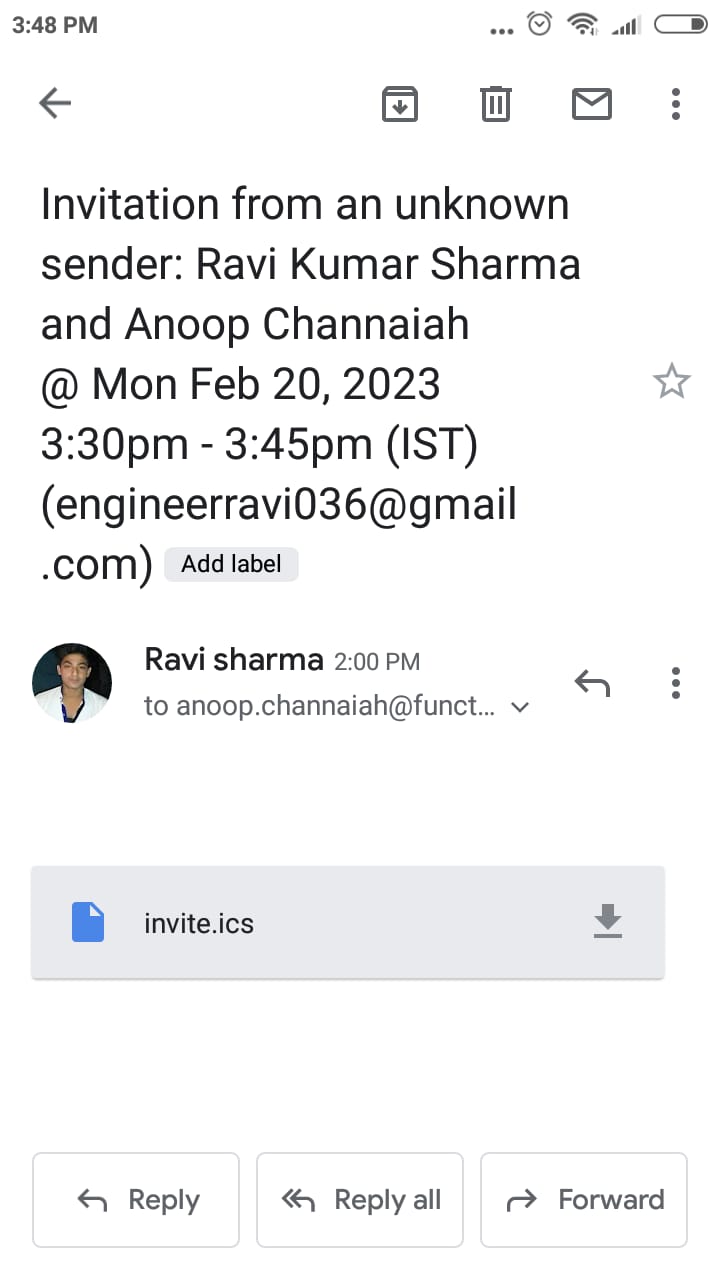 3:48 PM
Invitation from an unknown
sender: Ravi Kumar Sharma
and Anoop Channaiah
@ Mon Feb 20, 2023
3:30pm - 3:45pm (IST)
(engineerravi036@gmail
.com) Add label
Ravi sharma 2:00 PM
to anoop.channaiah@funct...
invite.ics
Reply Reply all Forward